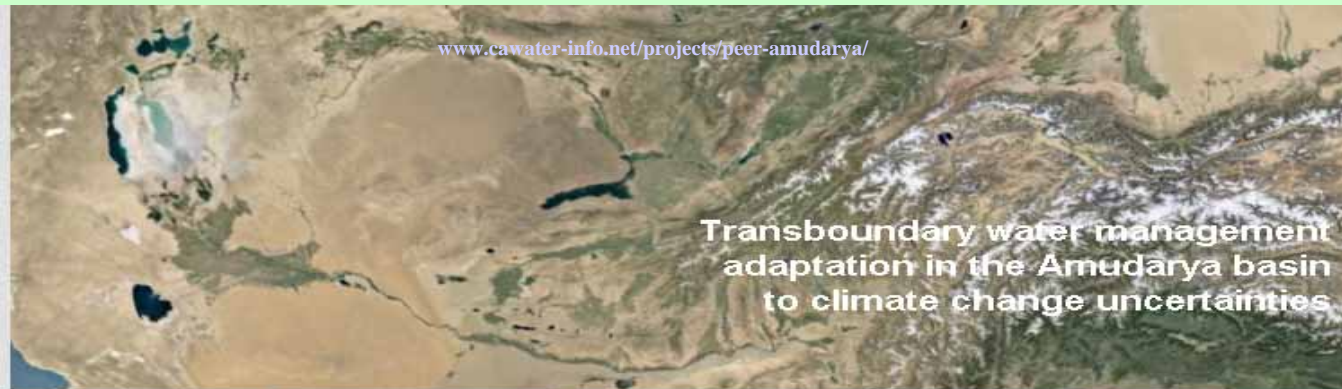 www.cawater-info.net/projects/peer-amudarya/
Transboundary water management
adaptation in the Amudarya basin
to climate change uncertainties